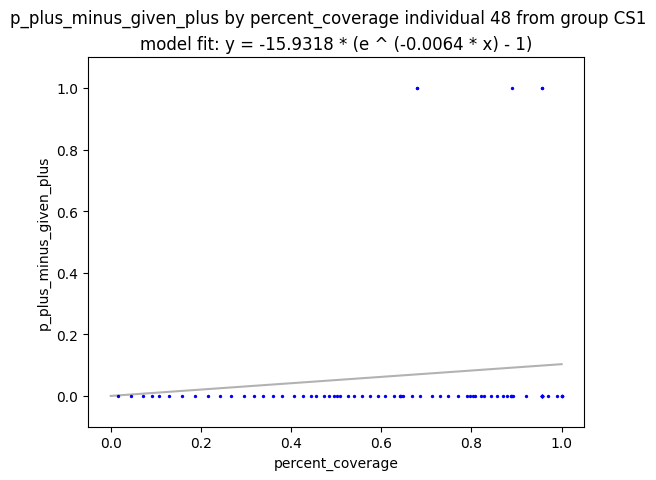 p_plus_minus_given_plus by percent_coverage individual 48 from group CS1
model fit: y = -15.9318 * (e ^ (-0.0064 * x) - 1)
p_plus_minus_given_plus
1.0
0.8
0.6
0.4
0.2
0.0
0.0 0.2 0.4 0.6 0.8 1.0
percent_coverage